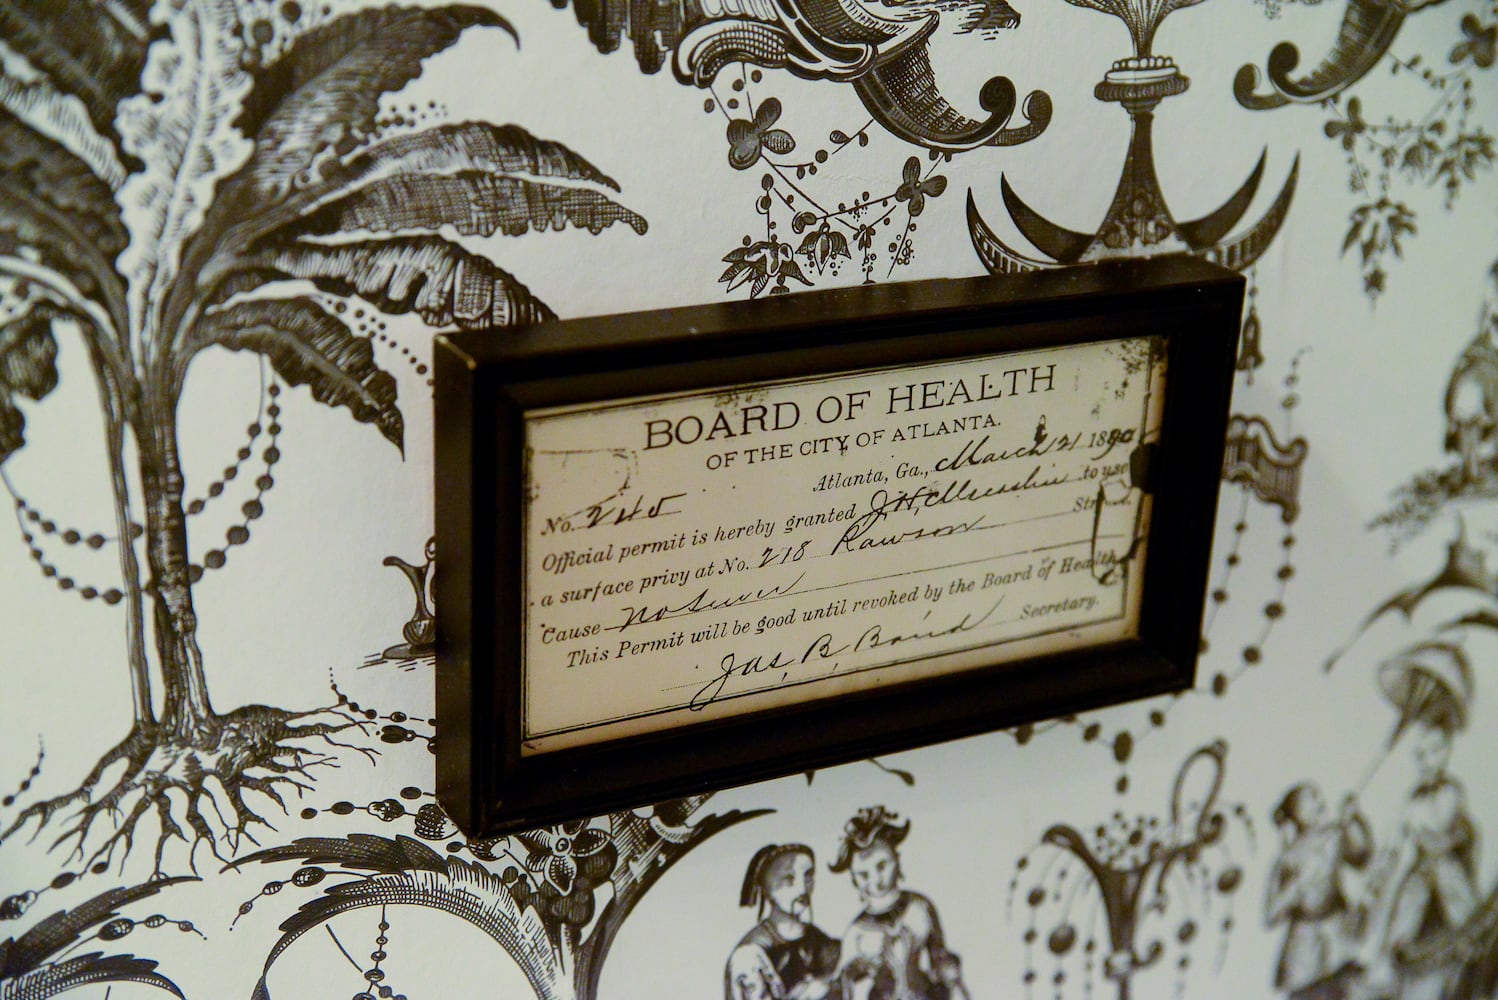 BOARD OF HEALTH
OF THE CITY OF ATLANTA.
Atlanta, Ga., March 21 1890
No. 245
Official permit is hereby granted J. H. to use
a surface privy at No. 278 Rawson Street.
Cause no sewer
This Permit will be good until revoked by the Board of Health.
Jas. B. Baird Secretary.